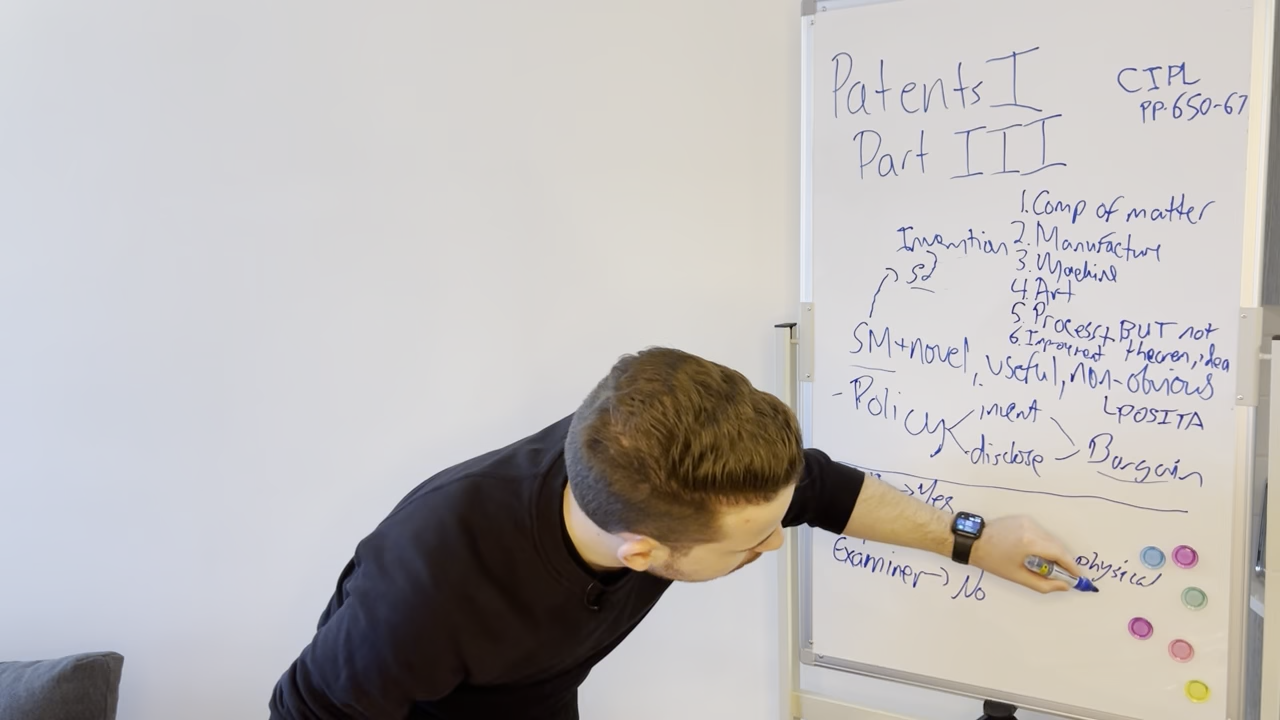 Patents I
CIPL
pp. 650-67
Part III
1. Comp of matter
Invention 2. Manufacture
s2 3. Machine
4. Art
5. Process + BUT not
6. Improvent theorem, idea
SM + novel, useful, non-obvious
POSITA
- Policy invent
disclose Bargain
→ Yes
Examiner → No
physical